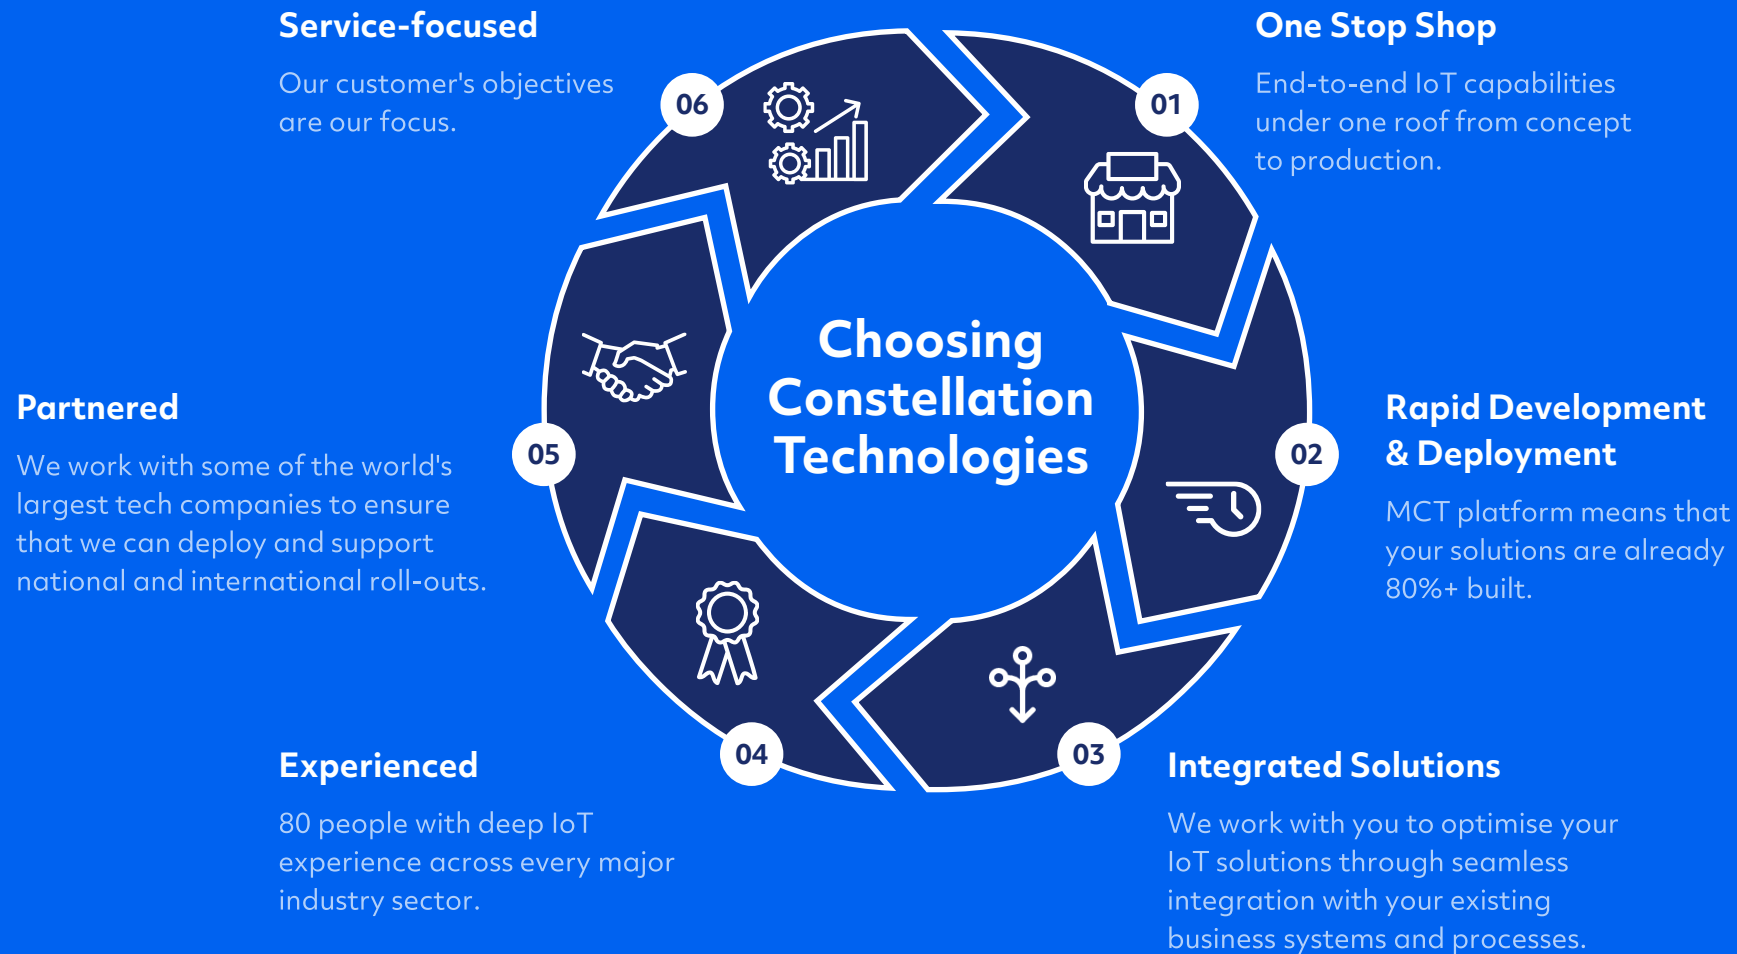 Choosing
Constellation
Technologies
01
One Stop Shop
End-to-end IoT capabilities
under one roof from concept
to production.
02
Rapid Development
& Deployment
MCT platform means that
your solutions are already
80%+ built.
03
Integrated Solutions
We work with you to optimise your
IoT solutions through seamless
integration with your existing
business systems and processes.
04
Experienced
80 people with deep IoT
experience across every major
industry sector.
05
Partnered
We work with some of the world's
largest tech companies to ensure
that we can deploy and support
national and international roll-outs.
06
Service-focused
Our customer's objectives
are our focus.